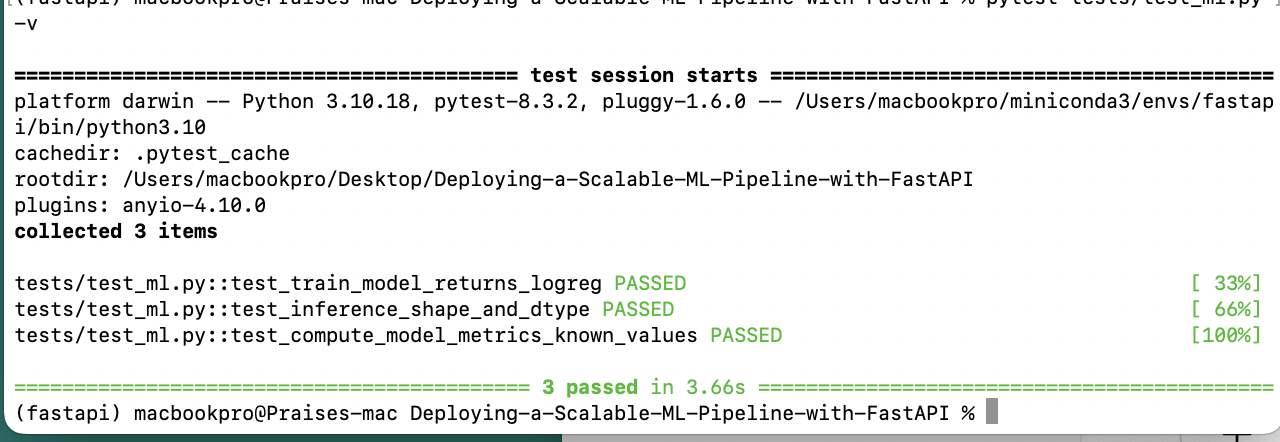 (fastapi) macbookpro@Praises-mac Deploying-a-Scalable-ML-Pipeline-with-FastAPI % pytest tests/test_ml.py
-v
========================================== test session starts ==========================================
platform darwin -- Python 3.10.18, pytest-8.3.2, pluggy-1.6.0 -- /Users/macbookpro/miniconda3/envs/fastap
i/bin/python3.10
cachedir: .pytest_cache
rootdir: /Users/macbookpro/Desktop/Deploying-a-Scalable-ML-Pipeline-with-FastAPI
plugins: anyio-4.10.0
collected 3 items
tests/test_ml.py::test_train_model_returns_logreg PASSED [ 33%]
tests/test_ml.py::test_inference_shape_and_dtype PASSED [ 66%]
tests/test_ml.py::test_compute_model_metrics_known_values PASSED [100%]
=========================================== 3 passed in 3.66s ===========================================
(fastapi) macbookpro@Praises-mac Deploying-a-Scalable-ML-Pipeline-with-FastAPI %